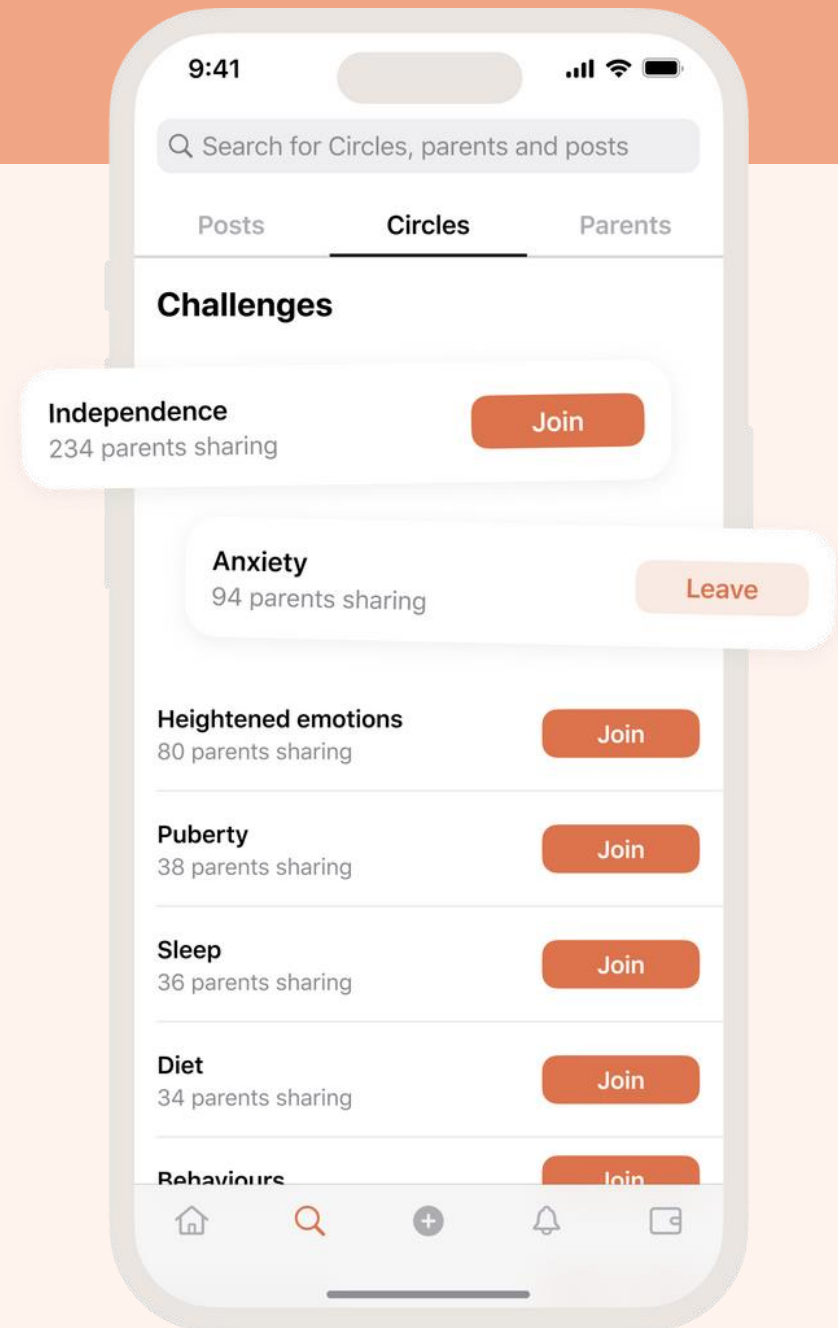 9:41
Search for Circles, parents and posts
Posts Circles Parents
Challenges
Independence
234 parents sharing
Join
Anxiety
94 parents sharing
Leave
Heightened emotions
80 parents sharing
Join
Puberty
38 parents sharing
Join
Sleep
36 parents sharing
Join
Diet
34 parents sharing
Join
Behaviours
Join